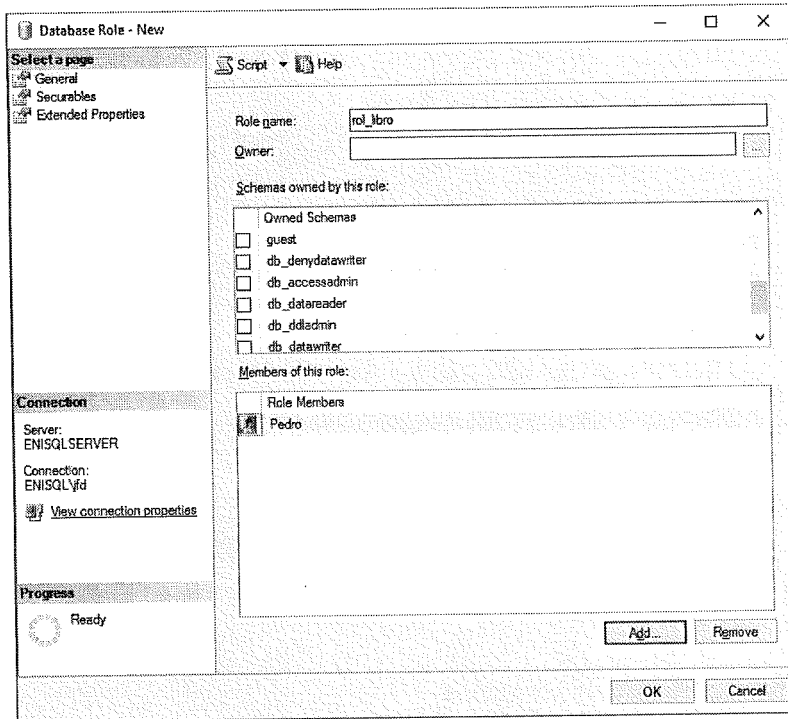 Database Role - New
Select a page
General
Securables
Extended Properties
Script Help
Role name: rol_libro
Owner:
...
Schemas owned by this role:
Owned Schemas
guest
db_denydatawriter
db_accessadmin
db_datareader
db_ddladmin
db_datawriter
Members of this role:
Role Members
Pedro
Connection
Server:
ENISQLSERVER
Connection:
ENISQL\jfd
View connection properties
Progress
Ready
Add... Remove
OK Cancel